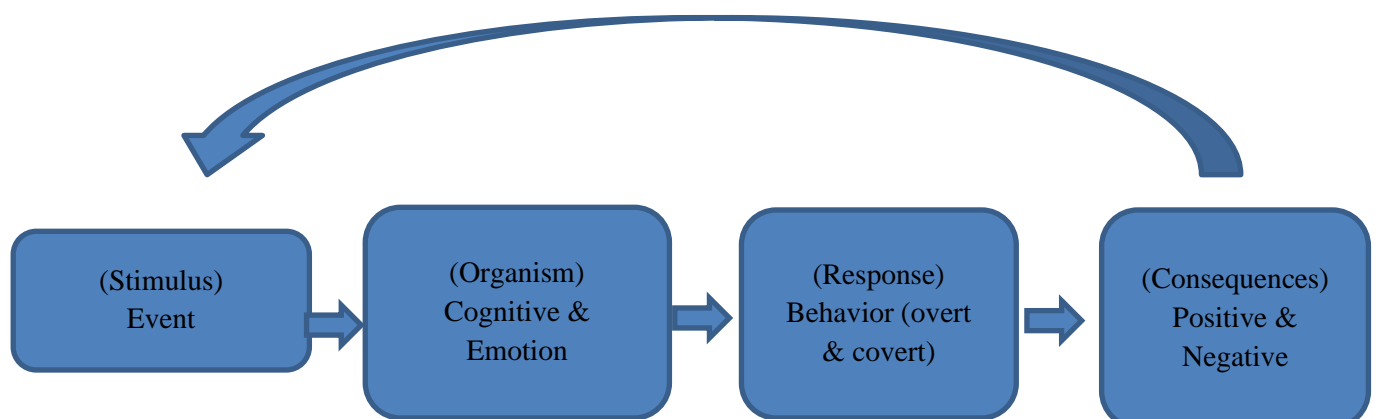 (Stimulus)
Event
(Organism)
Cognitive &
Emotion
(Response)
Behavior (overt
& covert)
(Consequences)
Positive &
Negative